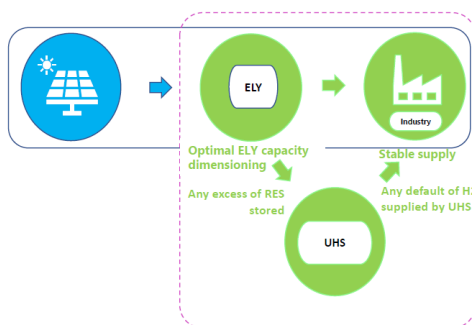 ELY
Industry
Optimal ELY capacity
dimensioning
Stable supply
Any excess of RES
stored
Any default of H
supplied by UHS
UHS